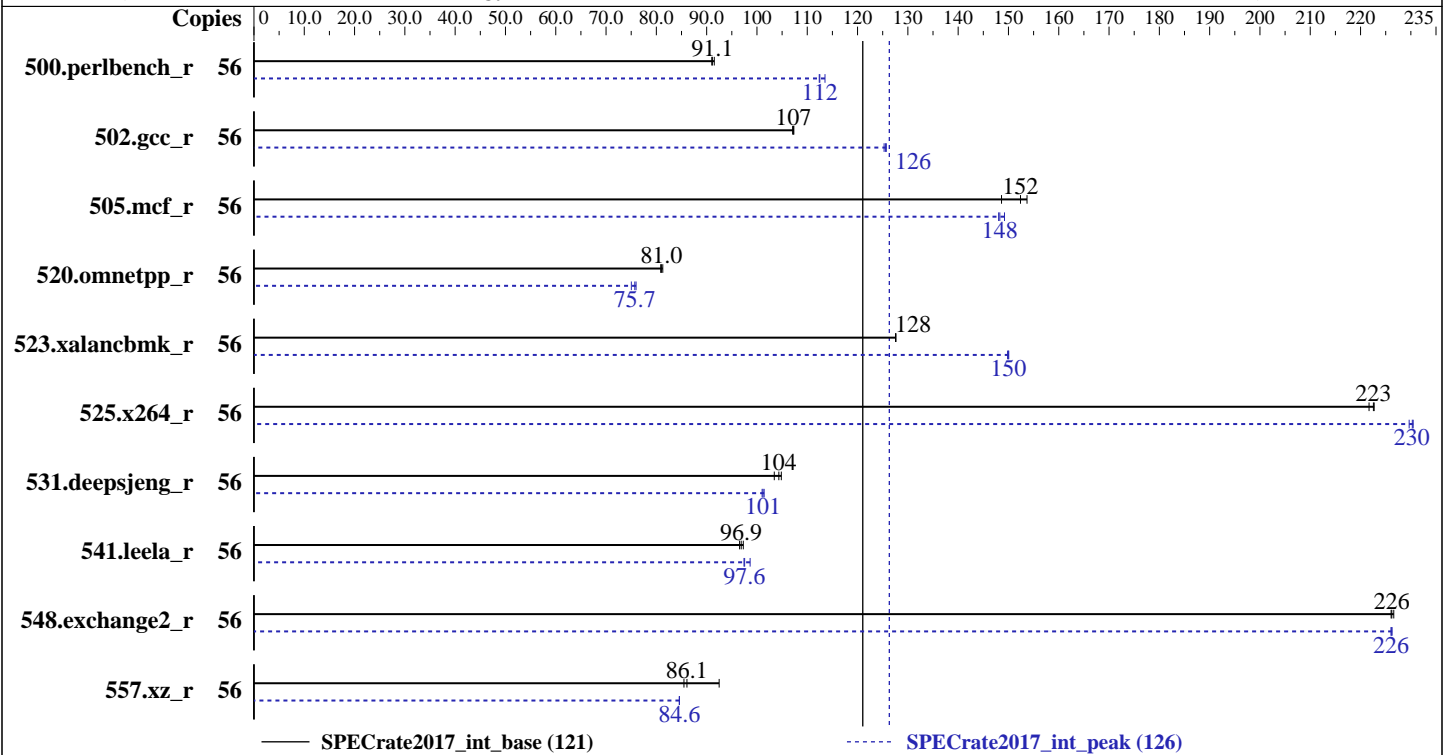 Copies 0 10.0 20.0 30.0 40.0 50.0 60.0 70.0 80.0 90.0 100 110 120 130 140 150 160 170 180 190 200 210 220 235
500.perlbench_r 56 91.1
112
502.gcc_r 56 107
126
505.mcf_r 56 152
148
520.omnetpp_r 56 81.0
75.7
523.xalancbmk_r 56 128
150
525.x264_r 56 223
230
531.deepsjeng_r 56 104
101
541.leela_r 56 96.9
97.6
548.exchange2_r 56 226
226
557.xz_r 56 86.1
84.6
SPECrate2017_int_base (121) SPECrate2017_int_peak (126)